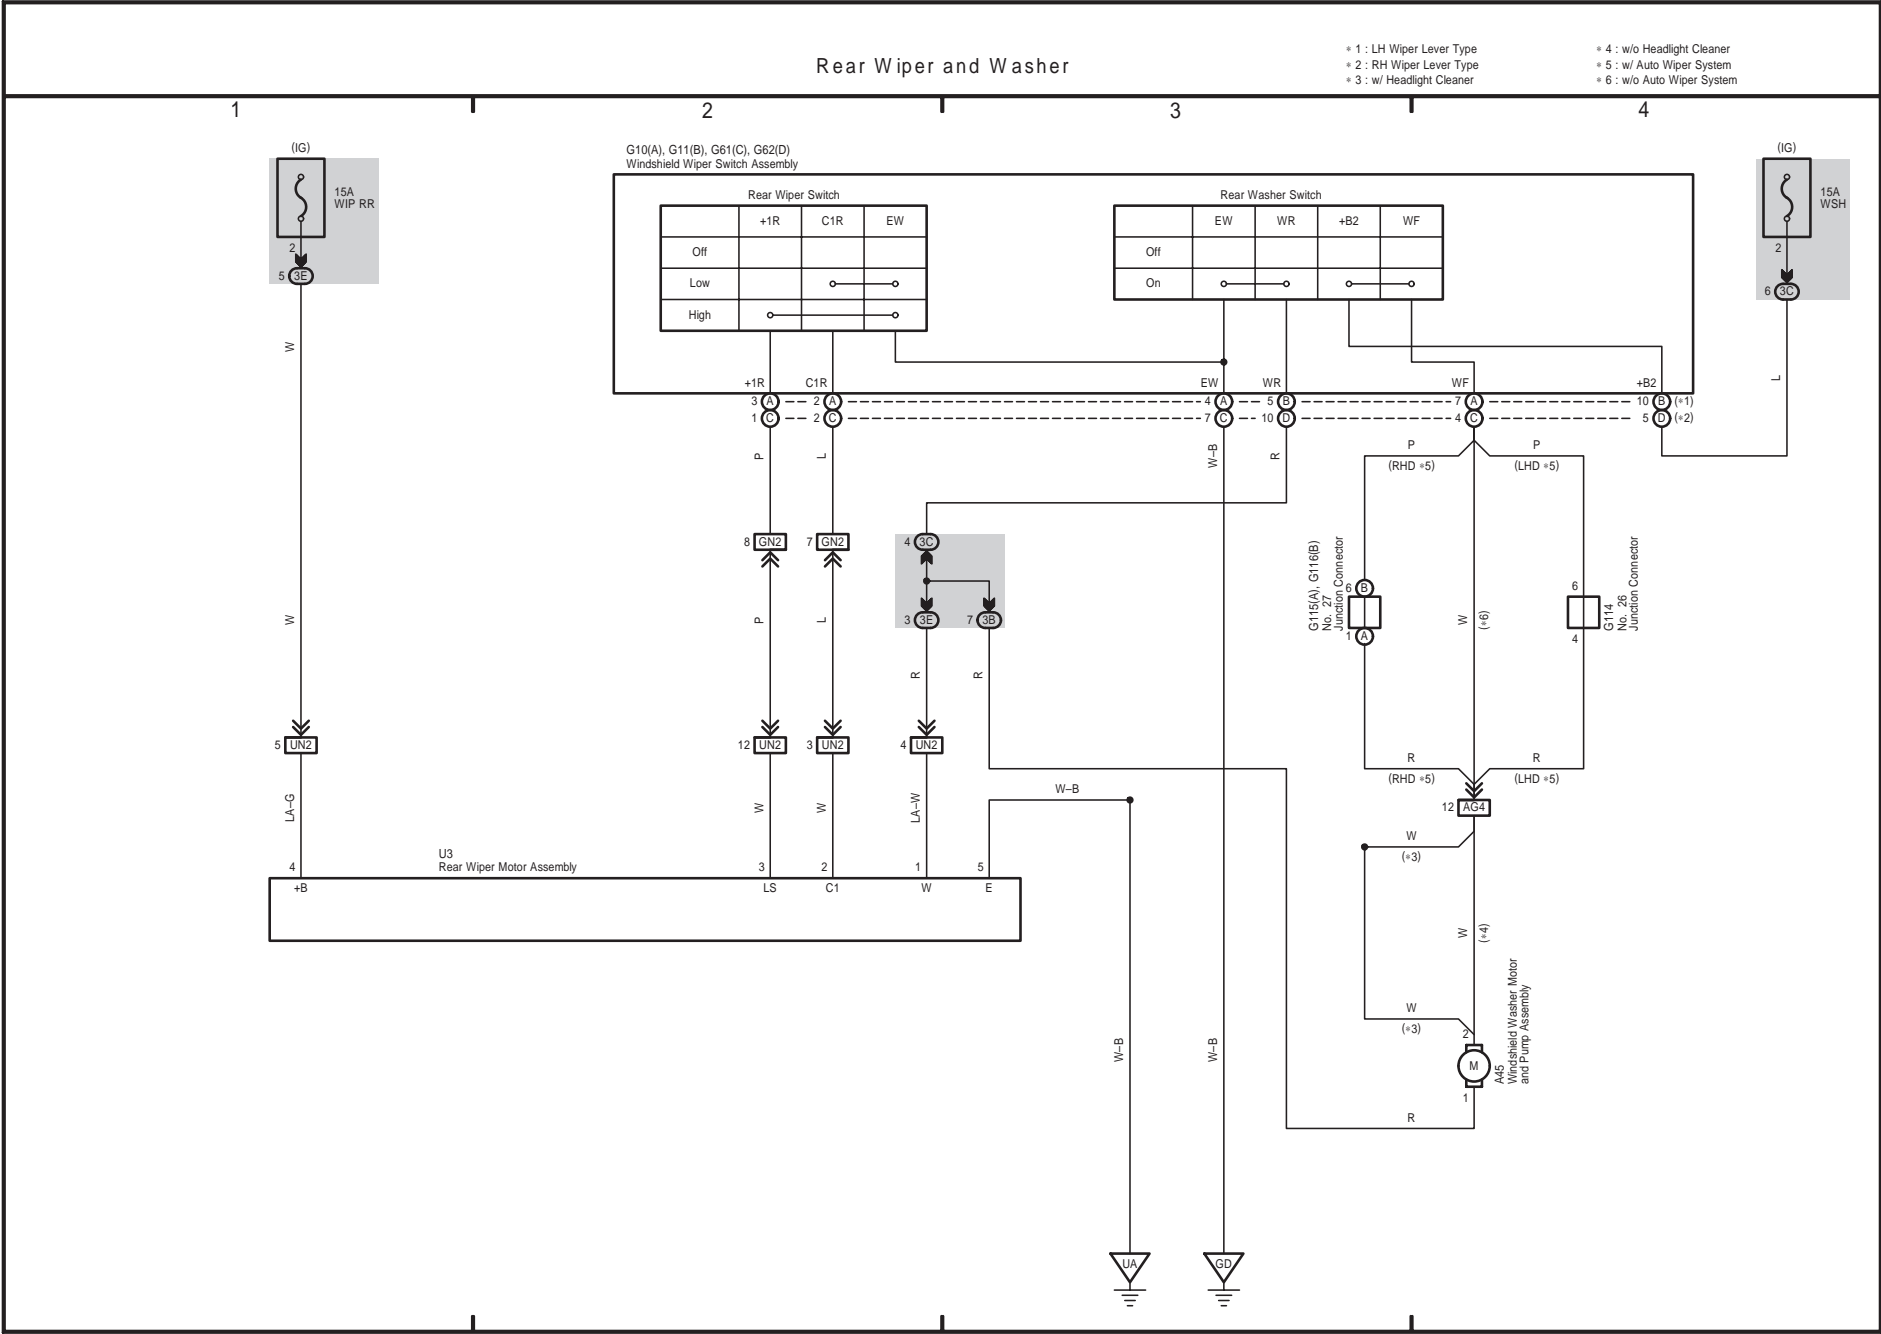 Rear Wiper and Washer
∗ 1 : LH Wiper Lever Type
∗ 2 : RH Wiper Lever Type
∗ 3 : w/ Headlight Cleaner
∗ 4 : w/o Headlight Cleaner
∗ 5 : w/ Auto Wiper System
∗ 6 : w/o Auto Wiper System
1
2
3
4
(IG)
15A
WIP RR
2
5 3E
W
W
5 UN2
LA–G
G10(A), G11(B), G61(C), G62(D)
Windshield Wiper Switch Assembly
Rear Wiper Switch
+1R C1R EW
Off
Low
High
Rear Washer Switch
EW WR +B2 WF
Off
On
(IG)
15A
WSH
2
6 3C
L
+1R C1R EW WR WF +B2
3 A 2 A 4 A 5 B 7 A 10 B (∗1)
1 C 2 C 7 C 10 D 4 C 5 D (∗2)
P L W–B R
P P
(RHD ∗5) (LHD ∗5)
8 GN2 7 GN2 4 3C
3 3E 7 3B
P L
R R
G115(A), G116(B)
No. 27
Junction Connector
6 B
1 A
W
(∗6)
6
4
G114
No. 26
Junction Connector
12 UN2 3 UN2 4 UN2
R R
(RHD ∗5) (LHD ∗5)
W W LA–W
W–B
12 AG4
W
(∗3)
U3
Rear Wiper Motor Assembly
4 3 2 1 5
+B LS C1 W E
W
(∗4)
W
(∗3)
2
M
1
A45
Windshield Washer Motor
and Pump Assembly
W–B W–B
R
UA GD